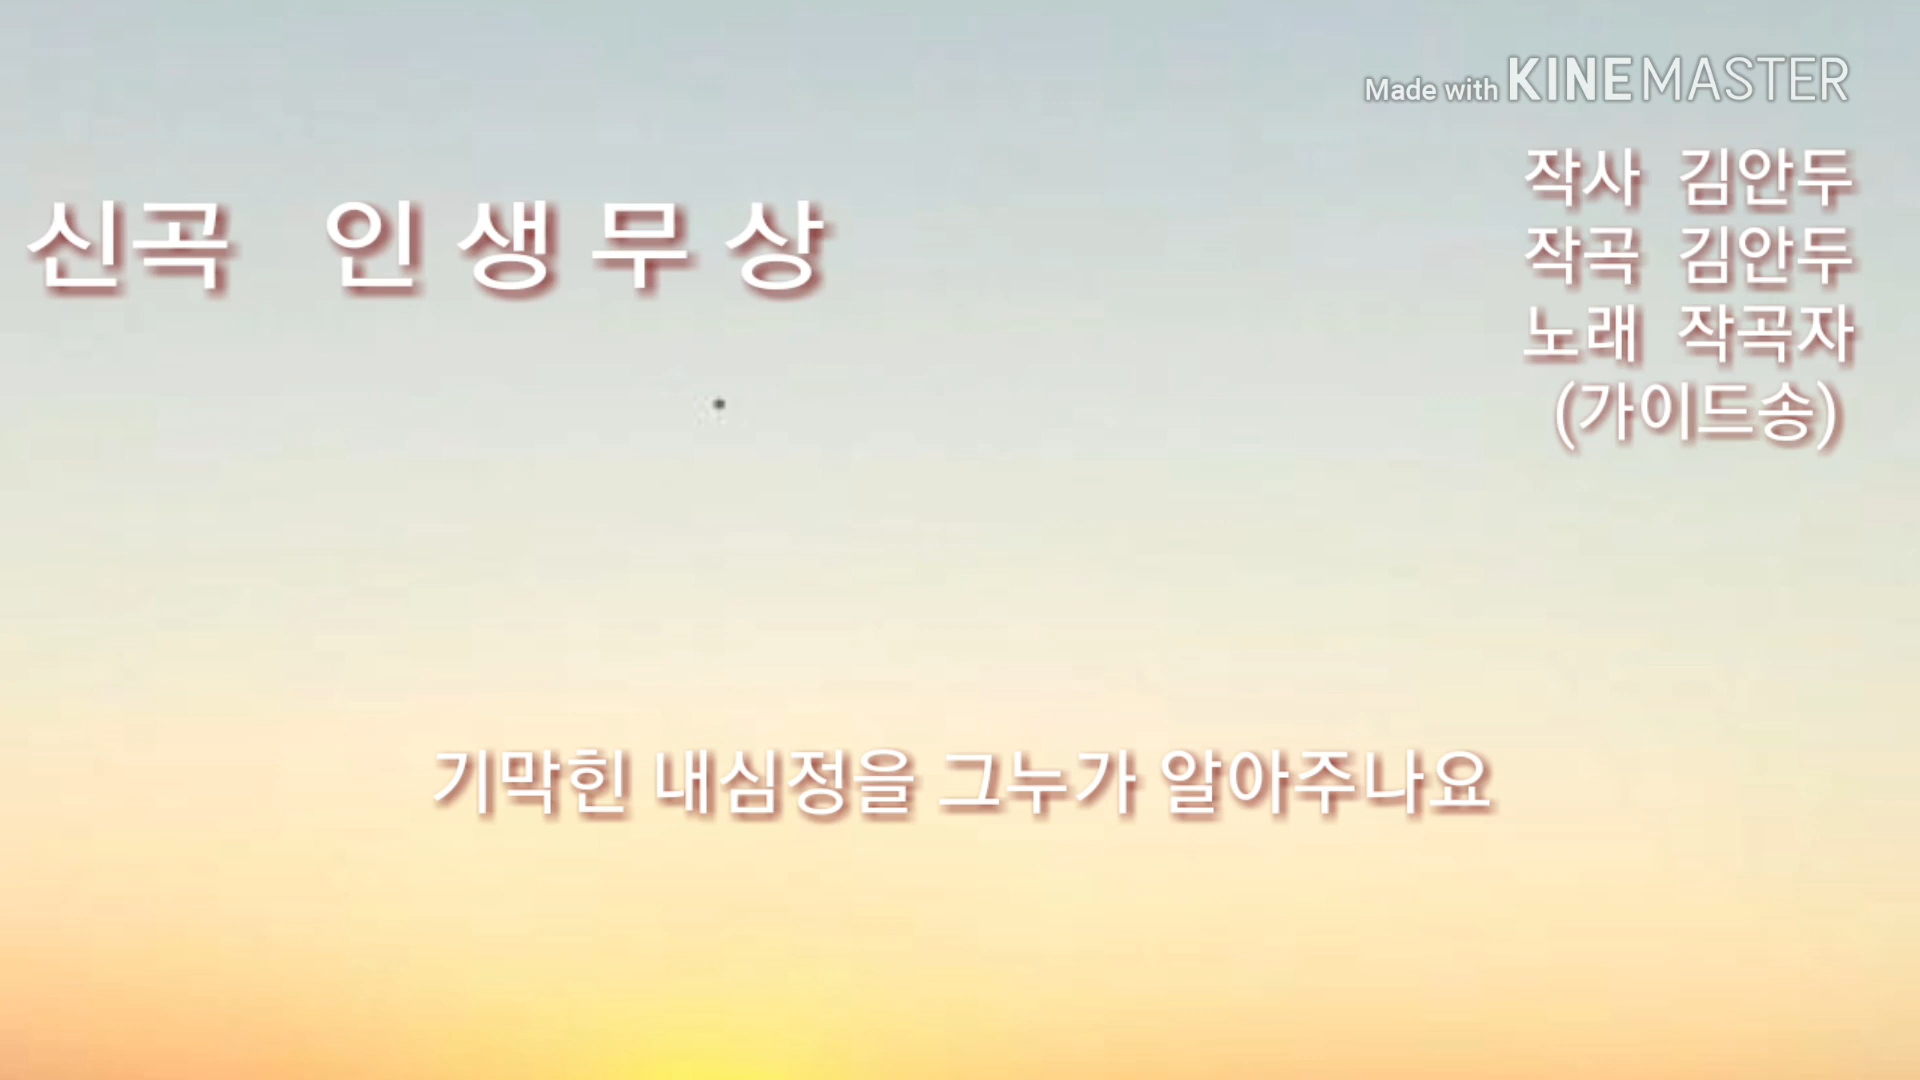 Made with KINEMASTER
작사 김안두
신곡 인생무상
작곡 김안두
노래 작곡자
(가이드송)
기막힌 내심정을 그누가 알아주나요